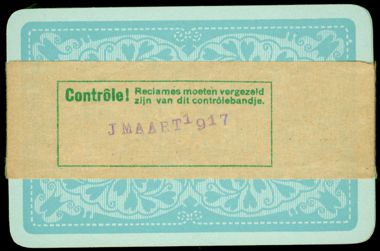 Contrôle! Reclames moeten vergezeld
zijn van dit contrôlebandje.
J MAART 1917